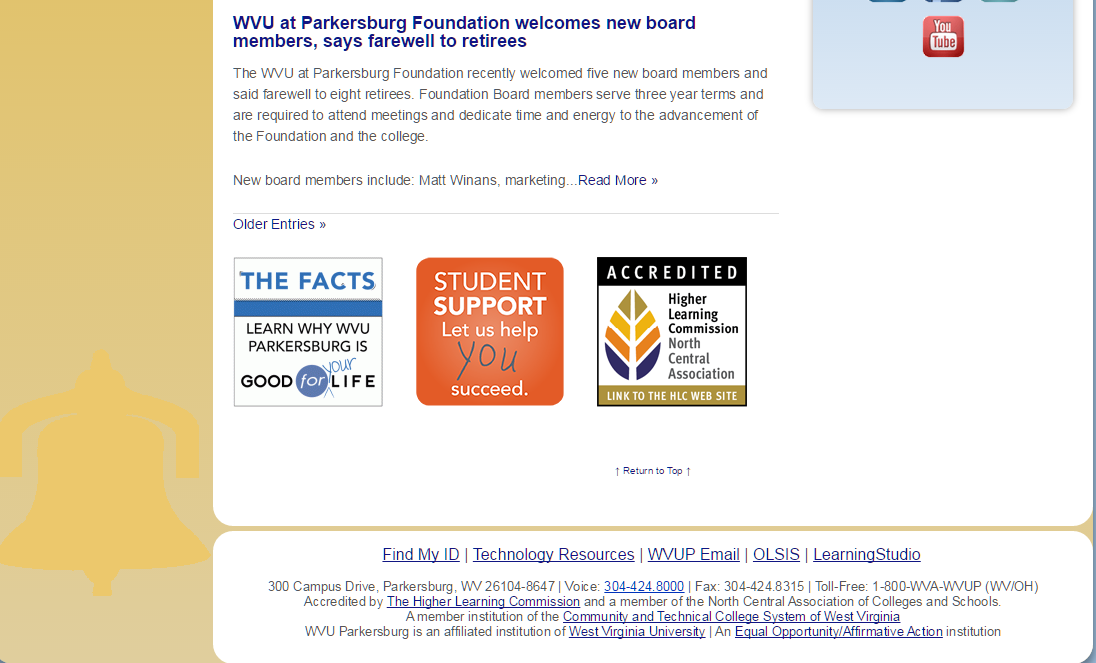 WVU at Parkersburg Foundation welcomes new board
members, says farewell to retirees
The WVU at Parkersburg Foundation recently welcomed five new board members and
said farewell to eight retirees. Foundation Board members serve three year terms and
are required to attend meetings and dedicate time and energy to the advancement of
the Foundation and the college.
New board members include: Matt Winans, marketing...Read More »
Older Entries »
THE FACTS
LEARN WHY WVU
PARKERSBURG IS
GOOD for your LIFE
STUDENT
SUPPORT
Let us help
you
succeed.
ACCREDITED
Higher
Learning
Commission
North
Central
Association
LINK TO THE HLC WEB SITE
You
Tube
↑ Return to Top ↑
Find My ID | Technology Resources | WVUP Email | OLSIS | LearningStudio
300 Campus Drive, Parkersburg, WV 26104-8647 | Voice: 304-424.8000 | Fax: 304-424.8315 | Toll-Free: 1-800-WVA-WVUP (WV/OH)
Accredited by The Higher Learning Commission and a member of the North Central Association of Colleges and Schools.
A member institution of the Community and Technical College System of West Virginia
WVU Parkersburg is an affiliated institution of West Virginia University | An Equal Opportunity/Affirmative Action institution